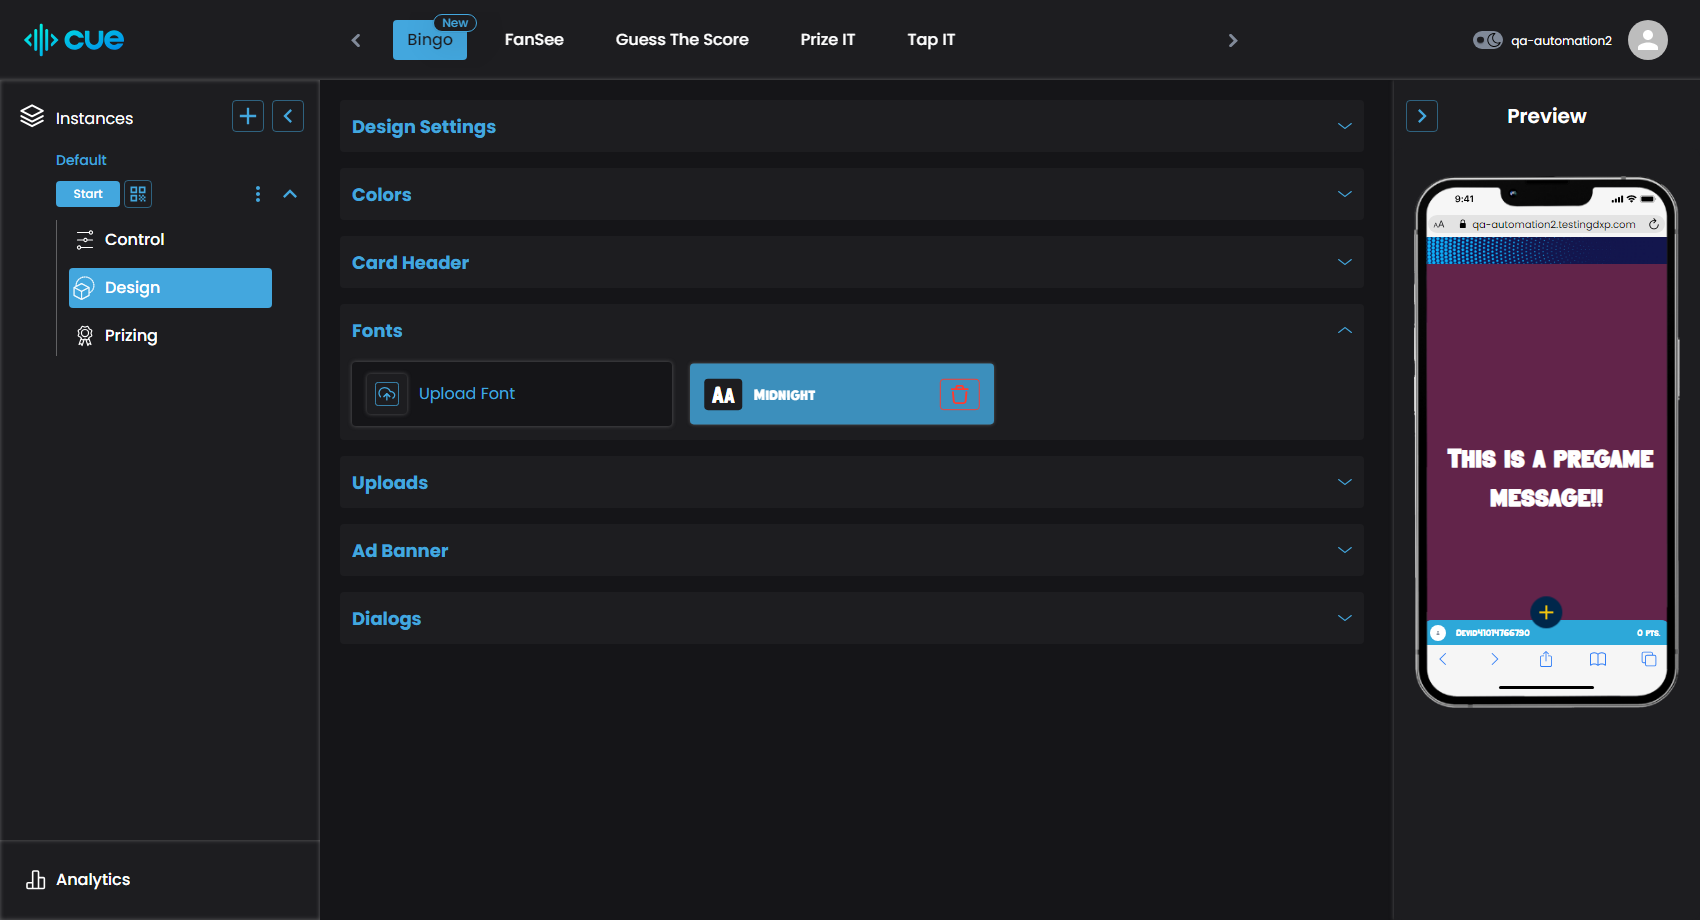 cue
Bingo
New
FanSee
Guess The Score
Prize IT
Tap IT
qa-automation2
Instances
Default
Start
Control
Design
Prizing
Analytics
Design Settings
Colors
Card Header
Fonts
Upload Font
AA
MIDNIGHT
Uploads
Ad Banner
Dialogs
Preview
9:41
AA
qa-automation2.testingdxp.com
THIS IS A PREGAME
MESSAGE!!
0 PTS.